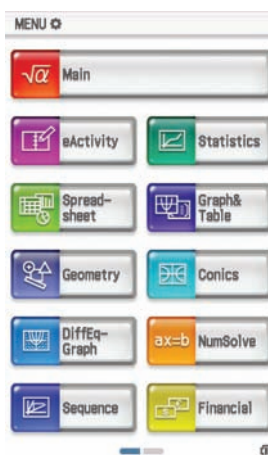 MENU
√α Main
eActivity Statistics
Spread-
sheet
Graph&
Table
Geometry Conics
DiffEq-
Graph
ax=b NumSolve
Sequence Financial